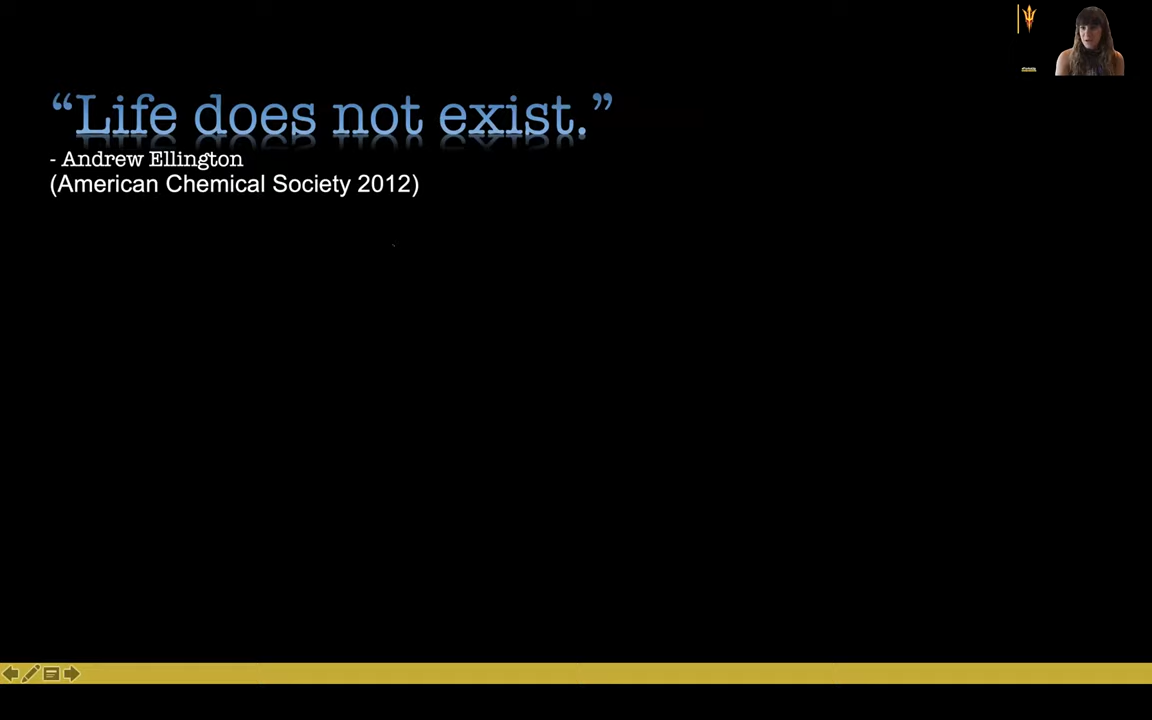 “Life does not exist.”
- Andrew Ellington
(American Chemical Society 2012)